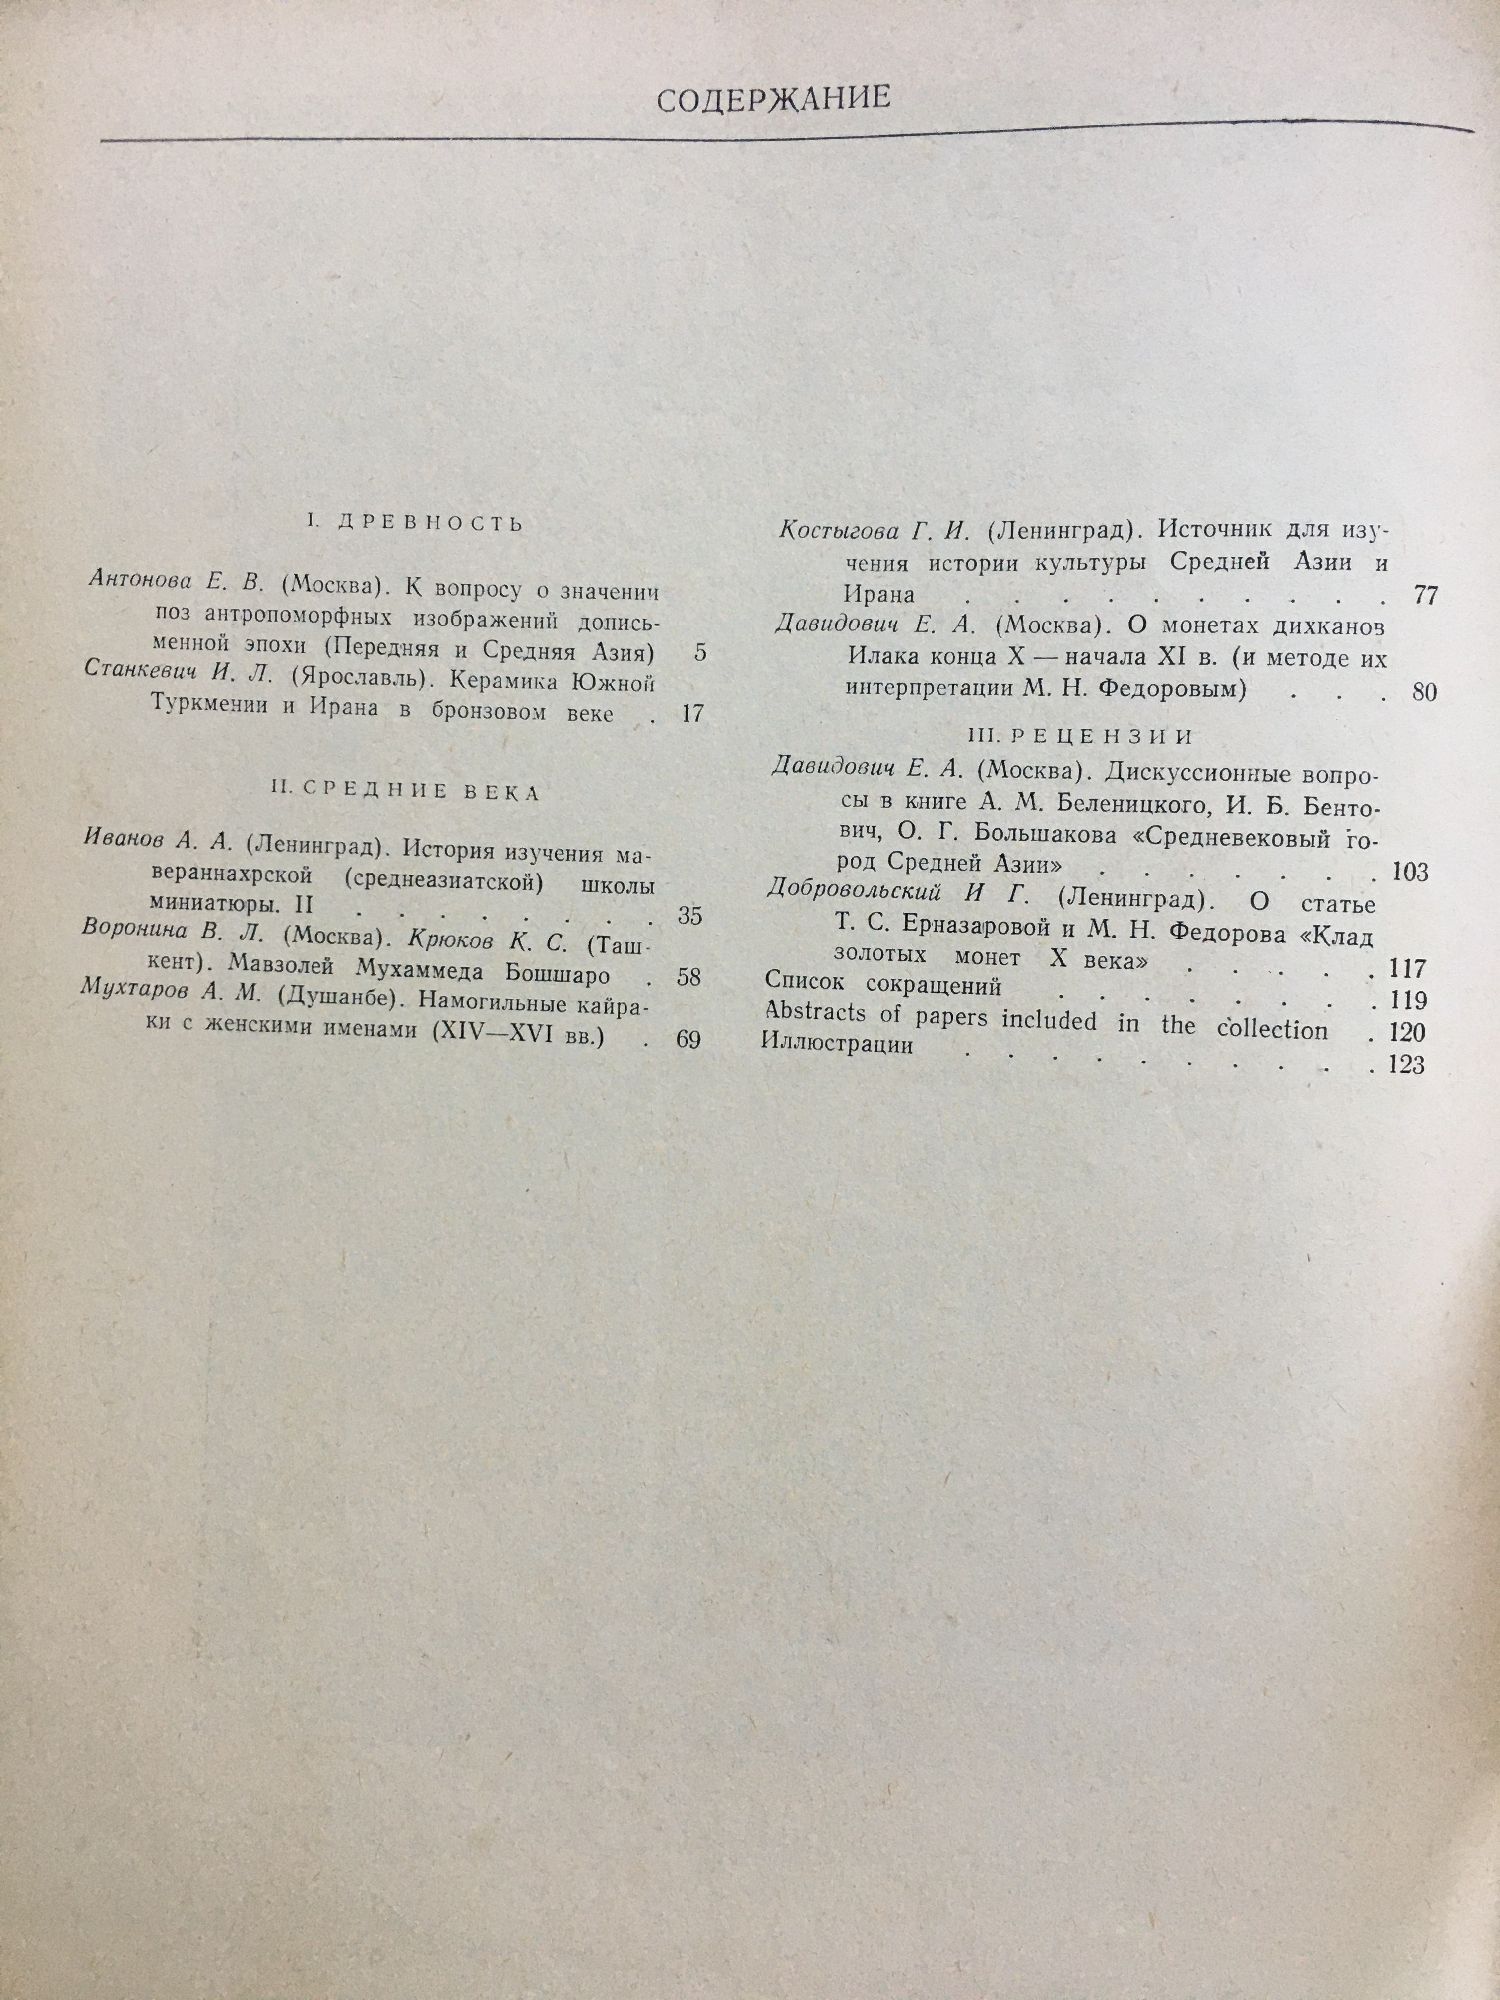 СОДЕРЖАНИЕ
I. ДРЕВНОСТЬ
Антонова Е. В. (Москва). К вопросу о значении
поз антропоморфных изображений допись-
менной эпохи (Передняя и Средняя Азия) 5
Станкевич И. Л. (Ярославль). Керамика Южной
Туркмении и Ирана в бронзовом веке . 17
II. СРЕДНИЕ ВЕКА
Иванов А. А. (Ленинград). История изучения ма-
вераннахрской (среднеазиатской) школы
миниатюры. II . . . . . . . . 35
Воронина В. Л. (Москва). Крюков К. С. (Таш-
кент). Мавзолей Мухаммеда Бошшаро . 58
Мухтаров А. М. (Душанбе). Намогильные кайра-
ки с женскими именами (XIV—XVI вв.) . 69
Костыгова Г. И. (Ленинград). Источник для изу-
чения истории культуры Средней Азии и
Ирана . . . . . . . . . . 77
Давидович Е. А. (Москва). О монетах дихканов
Илака конца X — начала XI в. (и методе их
интерпретации М. Н. Федоровым) . . . 80
III. РЕЦЕНЗИИ
Давидович Е. А. (Москва). Дискуссионные вопро-
сы в книге А. М. Беленицкого, И. Б. Бенто-
вич, О. Г. Большакова «Средневековый го-
род Средней Азии» . . . . . . . 103
Добровольский И Г. (Ленинград). О статье
Т. С. Ерназаровой и М. Н. Федорова «Клад
золотых монет X века» . . . . . 117
Список сокращений . . . . . . . . 119
Abstracts of papers included in the collection . 120
Иллюстрации . . . . . . . . . . 123